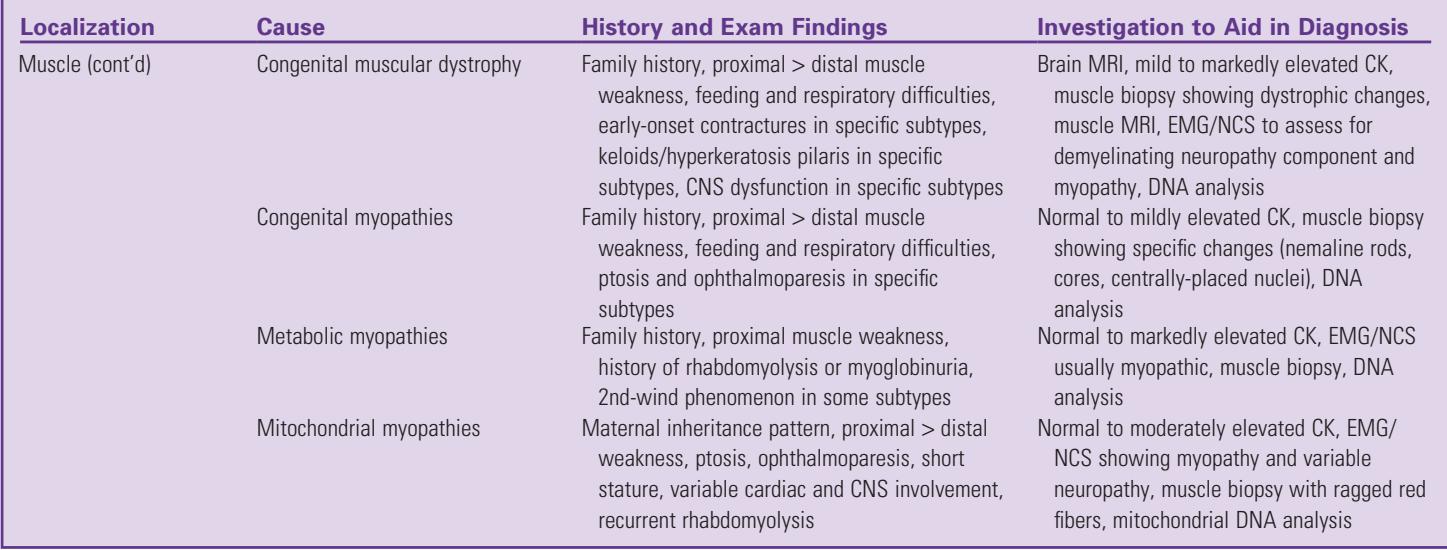 Localization Cause History and Exam Findings Investigation to Aid in Diagnosis
Muscle (cont'd) Congenital muscular dystrophy Family history, proximal > distal muscle Brain MRI, mild to markedly elevated CK,
weakness, feeding and respiratory difficulties, muscle biopsy showing dystrophic changes,
early-onset contractures in specific subtypes, muscle MRI, EMG/NCS to assess for
keloids/hyperkeratosis pilaris in specific demyelinating neuropathy component and
subtypes, CNS dysfunction in specific subtypes myopathy, DNA analysis
Congenital myopathies Family history, proximal > distal muscle Normal to mildly elevated CK, muscle biopsy
weakness, feeding and respiratory difficulties, showing specific changes (nemaline rods,
ptosis and ophthalmoparesis in specific cores, centrally-placed nuclei), DNA
subtypes analysis
Metabolic myopathies Family history, proximal muscle weakness, Normal to markedly elevated CK, EMG/NCS
history of rhabdomyolysis or myoglobinuria, usually myopathic, muscle biopsy, DNA
2nd-wind phenomenon in some subtypes analysis
Mitochondrial myopathies Maternal inheritance pattern, proximal > distal Normal to moderately elevated CK, EMG/
weakness, ptosis, ophthalmoparesis, short NCS showing myopathy and variable
stature, variable cardiac and CNS involvement, neuropathy, muscle biopsy with ragged red
recurrent rhabdomyolysis fibers, mitochondrial DNA analysis